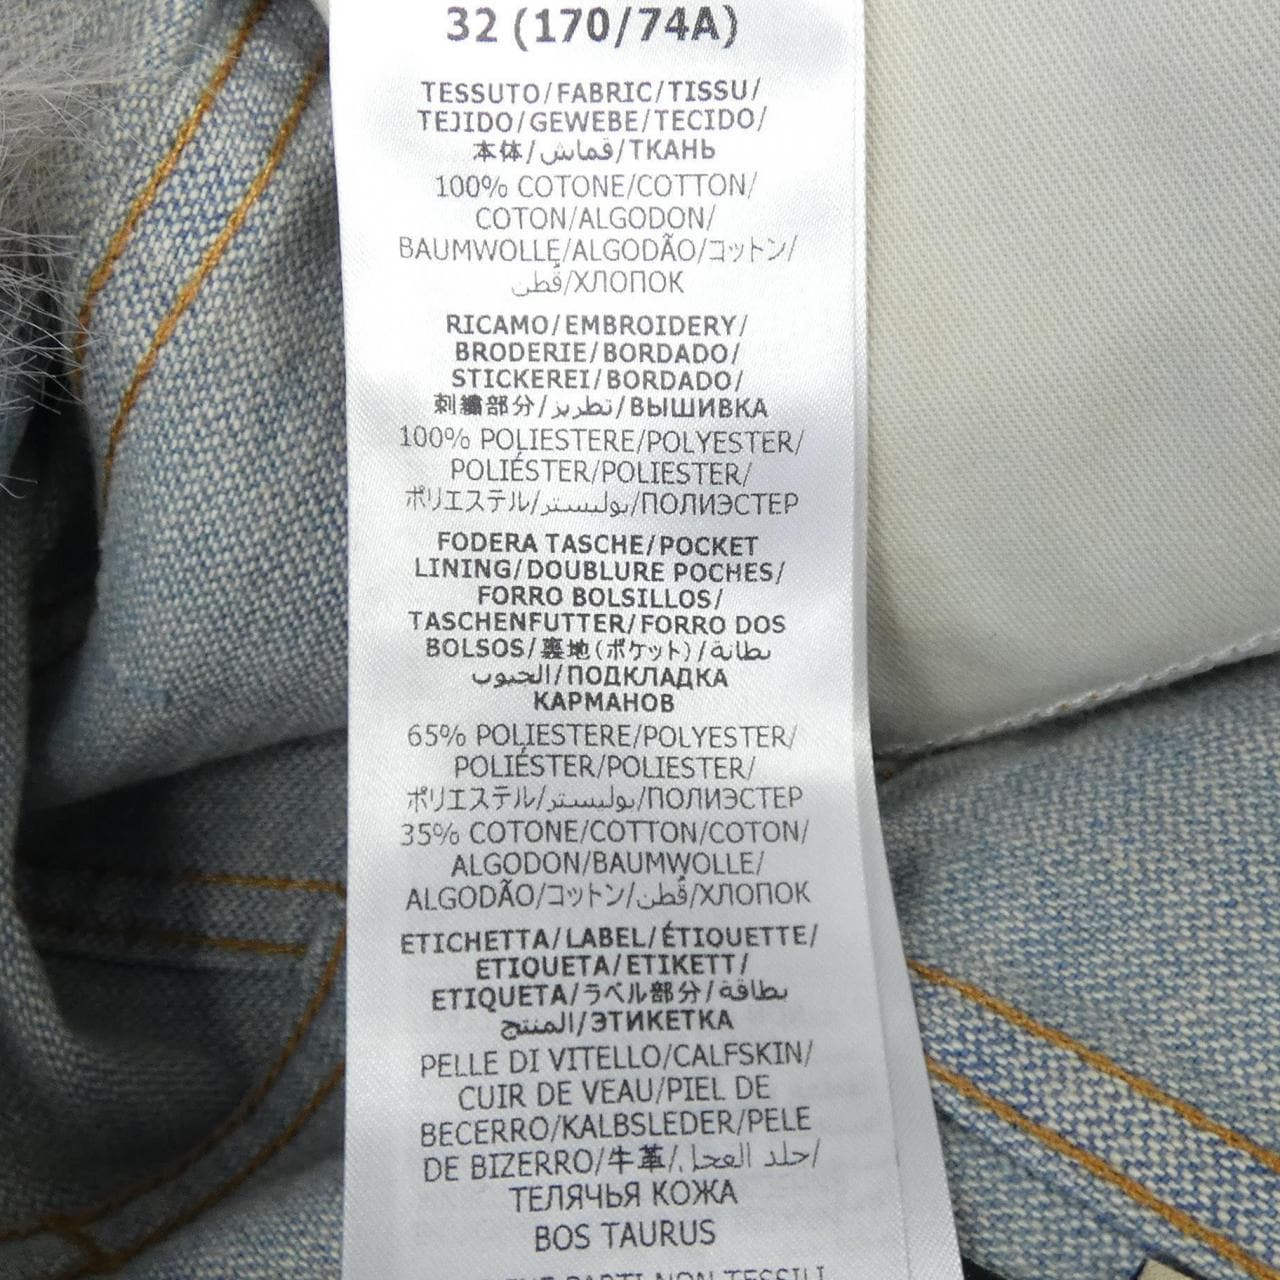 32 (170/74A)
TESSUTO/FABRIC/TISSU/
TEJIDO/GEWEBE/TECIDO/
本体/قماش/ТКАНЬ
100% COTONE/COTTON/
COTON/ALGODON/
BAUMWOLLE/ALGODÃO/コットン/
قطن/ХЛОПОК
RICAMO/EMBROIDERY/
BRODERIE/BORDADO/
STICKEREI/BORDADO/
刺繍部分/تطريز/ВЫШИВКА
100% POLIESTERE/POLYESTER/
POLIÉSTER/POLIESTER/
ポリエステル/بوليستر/ПОЛИЭСТЕР
FODERA TASCHE/POCKET
LINING/DOUBLURE POCHES/
FORRO BOLSILLOS/
TASCHENFUTTER/FORRO DOS
BOLSOS/裏地(ポケット)/بطانة
الجيوب/ПОДКЛАДКА
КАРМАНОВ
65% POLIESTERE/POLYESTER/
POLIÉSTER/POLIESTER/
ポリエステル/بوليستر/ПОЛИЭСТЕР
35% COTONE/COTTON/COTON/
ALGODON/BAUMWOLLE/
ALGODÃO/コットン/قطن/ХЛОПОК
ETICHETTA/LABEL/ÉTIQUETTE/
ETIQUETA/ETIKETT/
ETIQUETA/ラベル部分/بطاقة
المنتج/ЭТИКЕТКА
PELLE DI VITELLO/CALFSKIN/
CUIR DE VEAU/PIEL DE
BECERRO/KALBSLEDER/PELE
DE BIZERRO/牛革/جلد العجل/
ТЕЛЯЧЬЯ КОЖА
BOS TAURUS
PARTI NON TESSILI